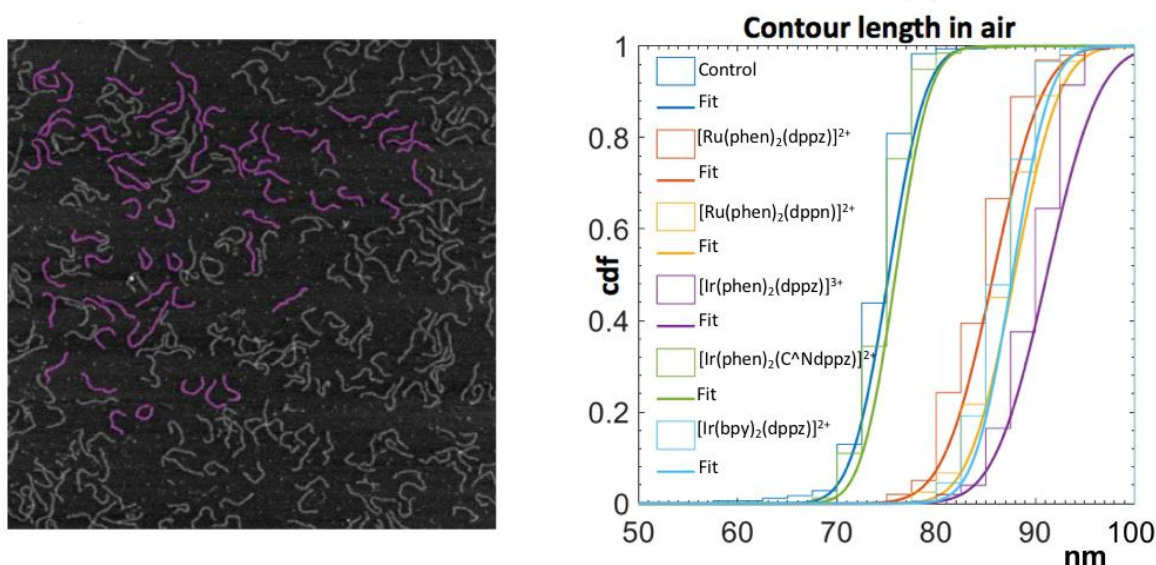 Contour length in air
cdf
1
0.8
0.6
0.4
0.2
0
Control
Fit
[Ru(phen)₂(dppz)]²⁺
Fit
[Ru(phen)₂(dppn)]²⁺
Fit
[Ir(phen)₂(dppz)]³⁺
Fit
[Ir(phen)₂(C^Ndppz)]²⁺
Fit
[Ir(bpy)₂(dppz)]²⁺
Fit
50 60 70 80 90 100
nm